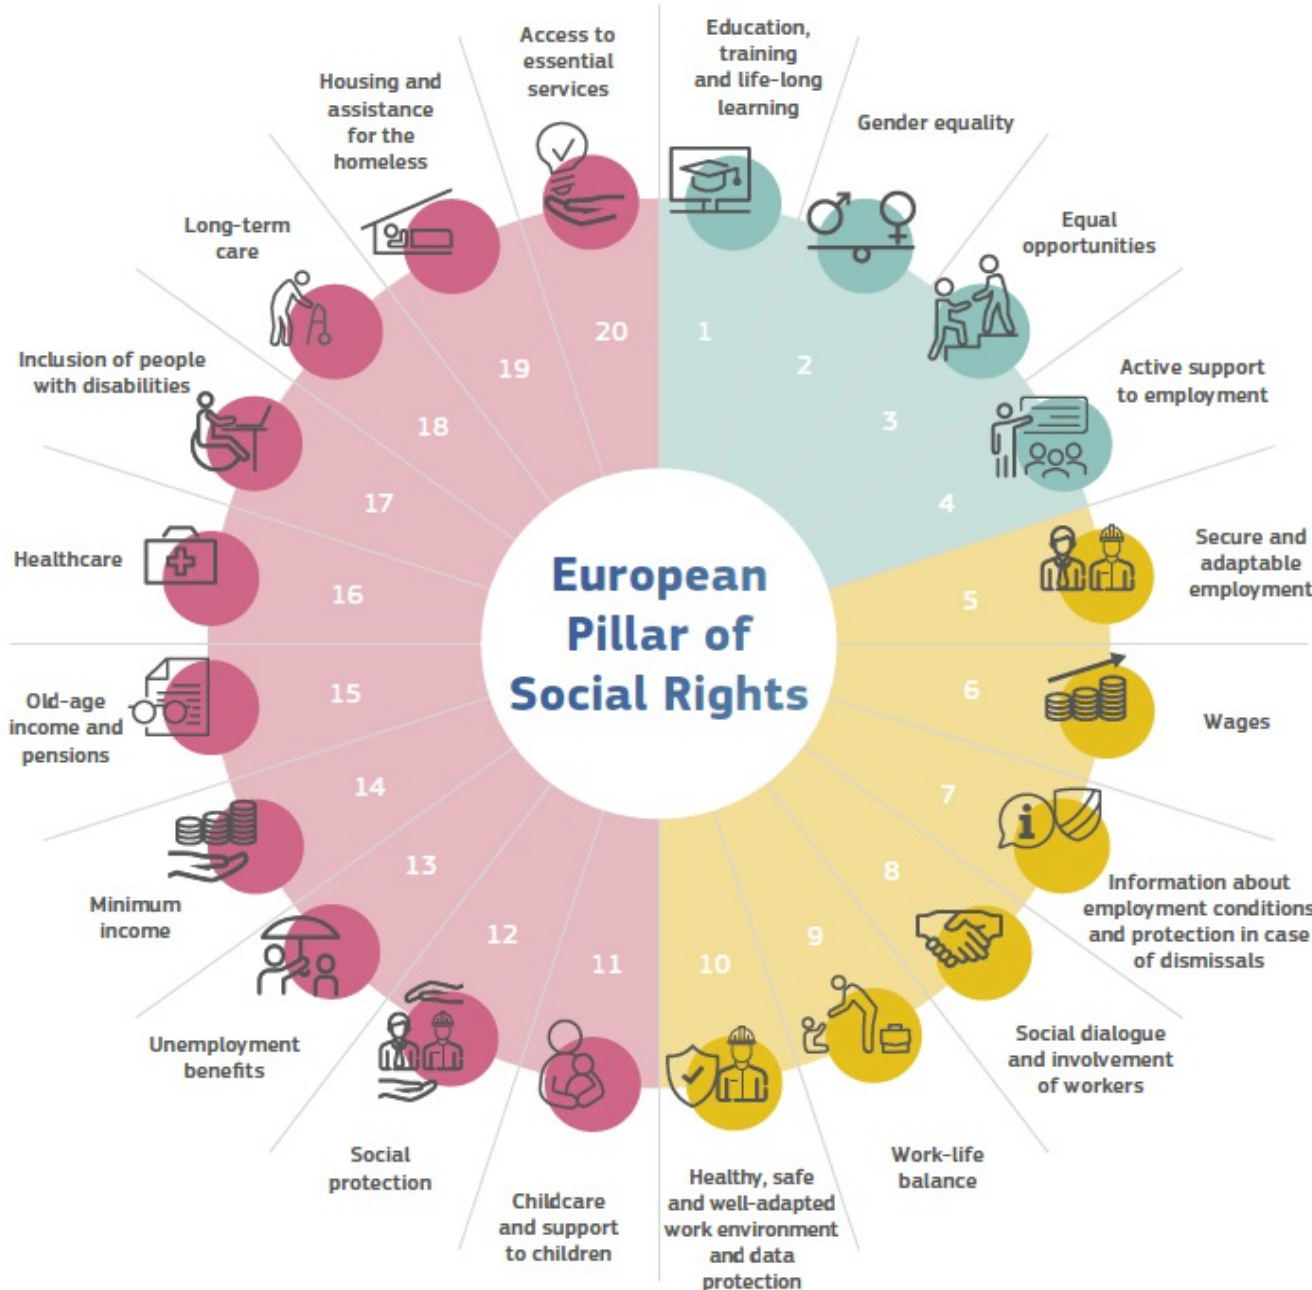 European
Pillar of
Social Rights
1
Education,
training
and life-long
learning
2
Gender equality
3
Equal
opportunities
4
Active support
to employment
5
Secure and
adaptable
employment
6
Wages
7
Information about
employment conditions
and protection in case
of dismissals
8
Social dialogue
and involvement
of workers
9
Work-life
balance
10
Healthy, safe
and well-adapted
work environment
and data
protection
11
Childcare
and support
to children
12
Social
protection
13
Unemployment
benefits
14
Minimum
income
15
Old-age
income and
pensions
16
Healthcare
17
Inclusion of people
with disabilities
18
Long-term
care
19
Housing and
assistance
for the
homeless
20
Access to
essential
services
i